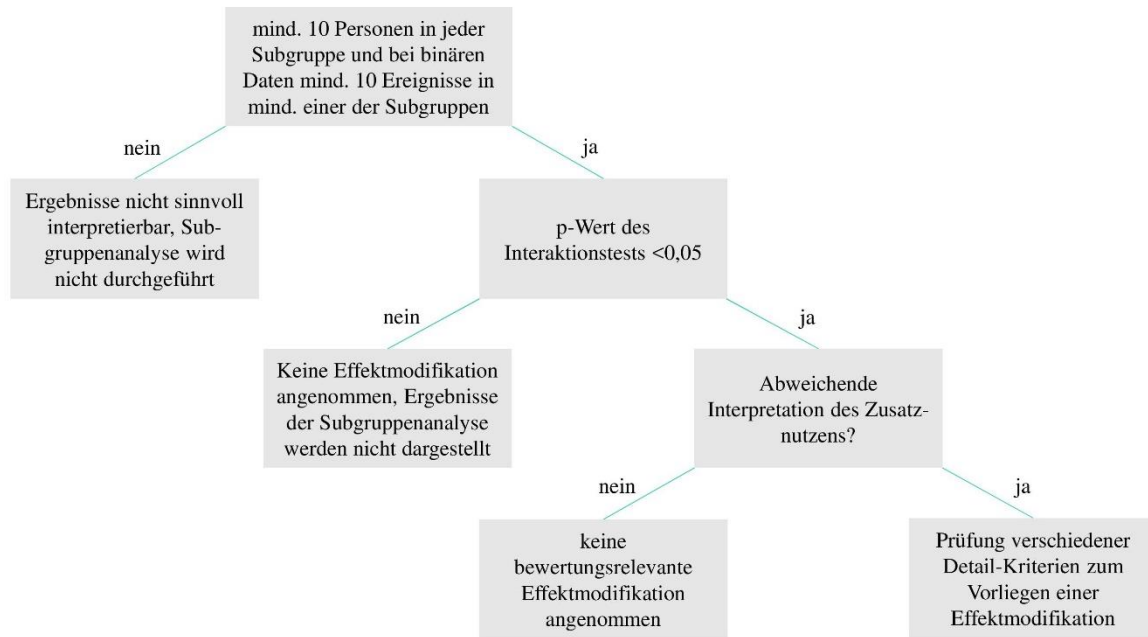 mind. 10 Personen in jeder
Subgruppe und bei binären
Daten mind. 10 Ereignisse in
mind. einer der Subgruppen
nein
ja
Ergebnisse nicht sinnvoll
interpretierbar, Sub-
gruppenanalyse wird
nicht durchgeführt
p-Wert des
Interaktionstests <0,05
nein
ja
Keine Effektmodifikation
angenommen, Ergebnisse
der Subgruppenanalyse
werden nicht dargestellt
Abweichende
Interpretation des Zusatz-
nutzens?
nein
ja
keine
bewertungsrelevante
Effektmodifikation
angenommen
Prüfung verschiedener
Detail-Kriterien zum
Vorliegen einer
Effektmodifikation